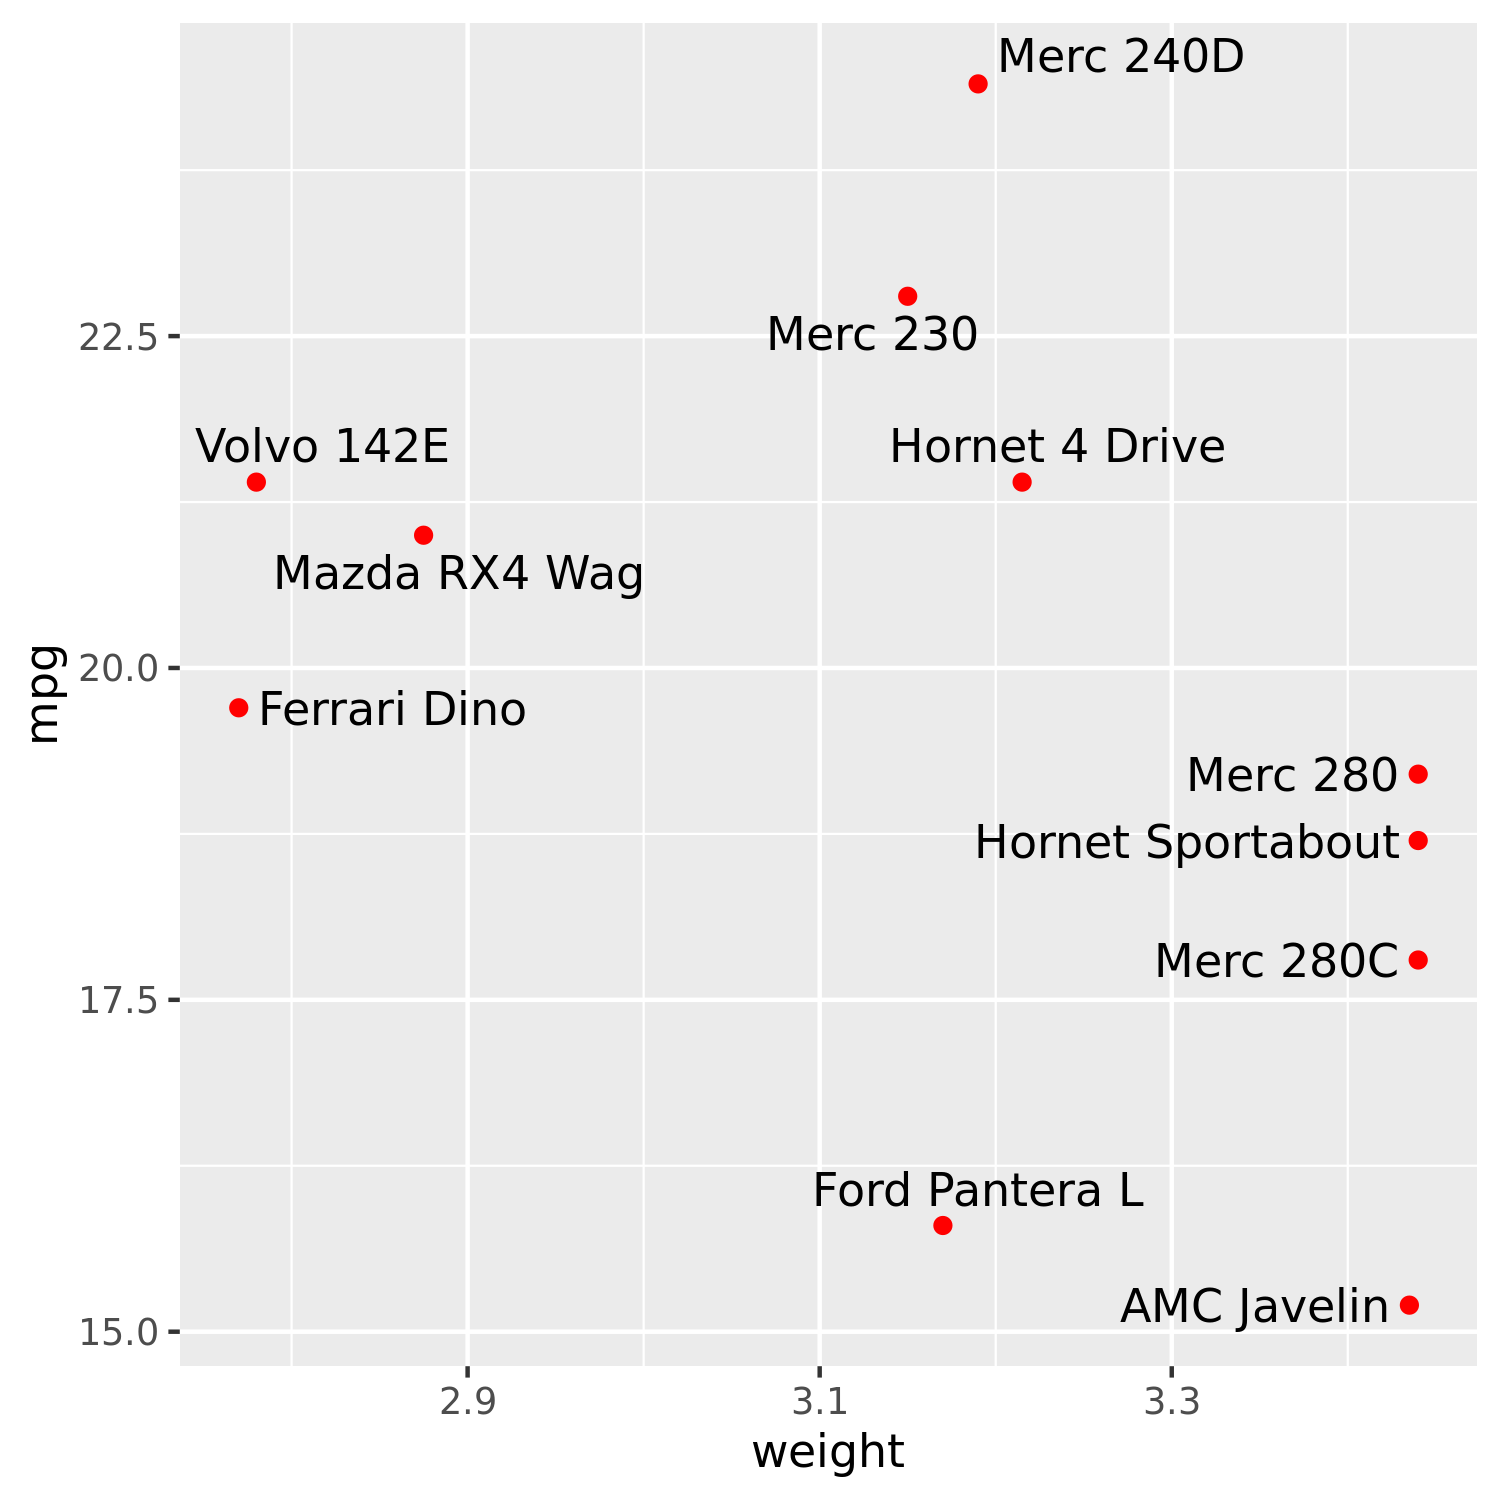 Merc 240D
22.5
Merc 230
Volvo 142E
Hornet 4 Drive
Mazda RX4 Wag
mpg
20.0
Ferrari Dino
Merc 280
Hornet Sportabout
Merc 280C
17.5
Ford Pantera L
AMC Javelin
15.0
2.9 3.1 3.3
weight